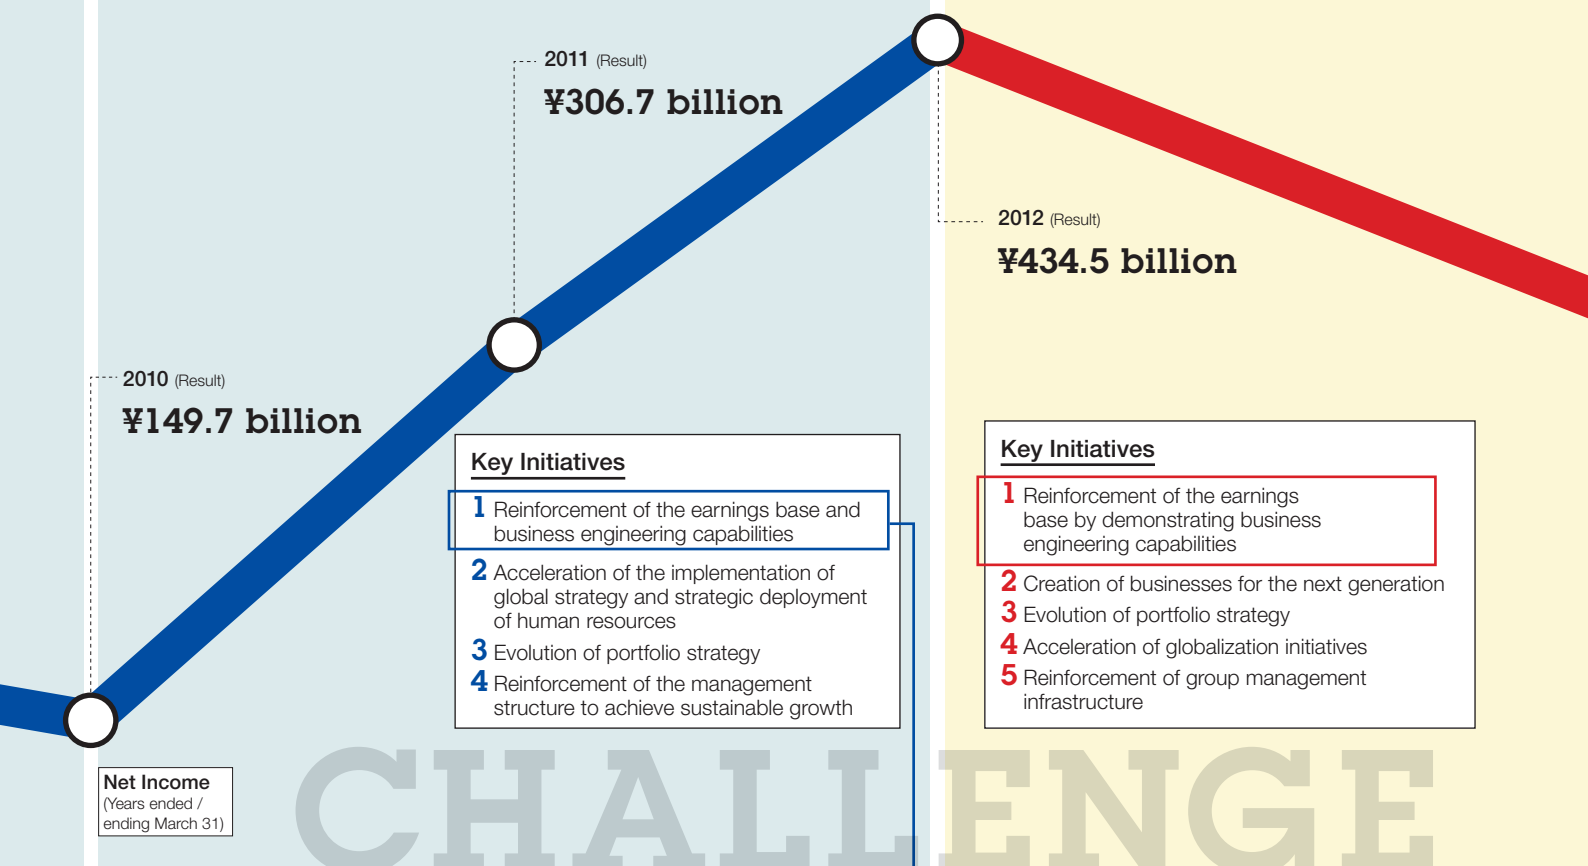 2011 (Result)
¥306.7 billion
2012 (Result)
¥434.5 billion
2010 (Result)
¥149.7 billion
Key Initiatives
1 Reinforcement of the earnings base and
business engineering capabilities
2 Acceleration of the implementation of
global strategy and strategic deployment
of human resources
3 Evolution of portfolio strategy
4 Reinforcement of the management
structure to achieve sustainable growth
Key Initiatives
1 Reinforcement of the earnings
base by demonstrating business
engineering capabilities
2 Creation of businesses for the next generation
3 Evolution of portfolio strategy
4 Acceleration of globalization initiatives
5 Reinforcement of group management
infrastructure
Net Income
(Years ended /
ending March 31)
CHALLENGE